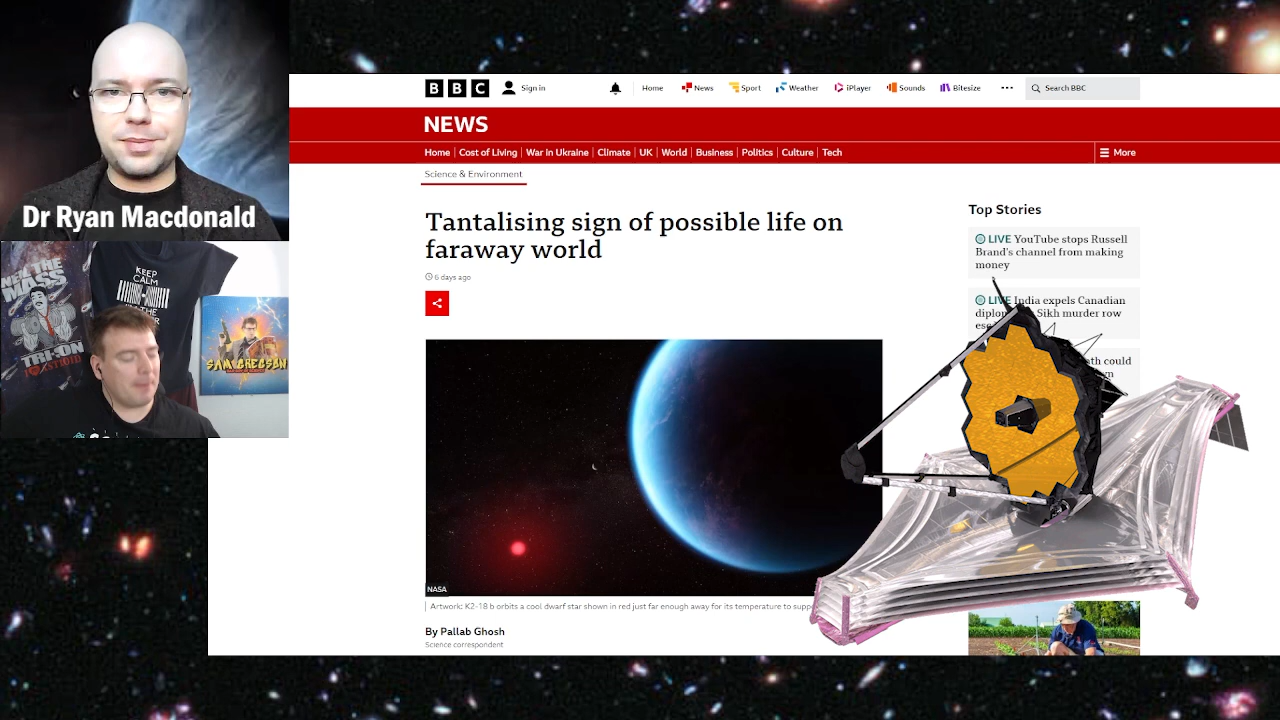 Dr Ryan Macdonald
KEEP
CALM
TRI-ON
SAM GREGSON
BBC
Sign in
Home
News
Sport
Weather
iPlayer
Sounds
Bitesize
Search BBC
NEWS
Home
Cost of Living
War in Ukraine
Climate
UK
World
Business
Politics
Culture
Tech
More
Science & Environment
Tantalising sign of possible life on
faraway world
6 days ago
NASA
Artwork: K2-18 b orbits a cool dwarf star shown in red just far enough away for its temperature to
By Pallab Ghosh
Science correspondent
Top Stories
LIVE YouTube stops Russell
Brand's channel from making
money
LIVE India expels Canadian
Sikh murder row
could